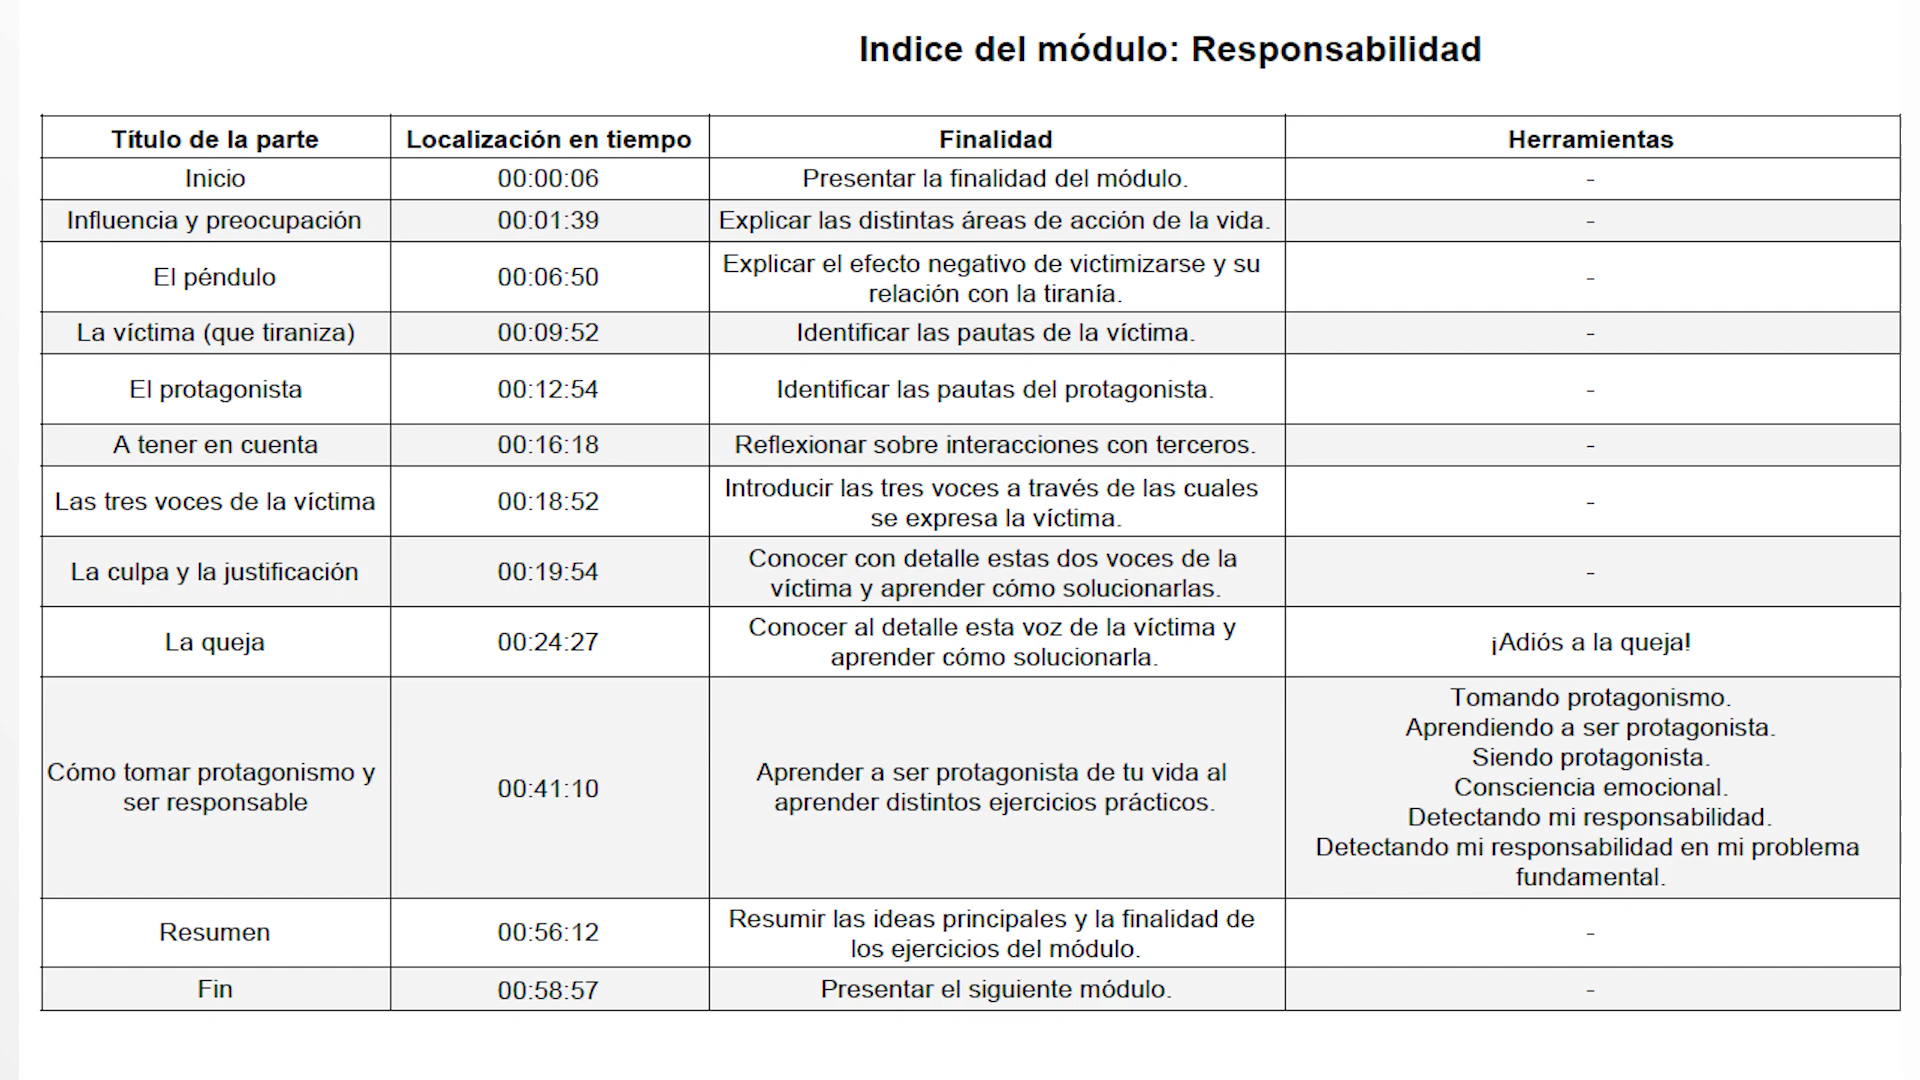 Indice del módulo: Responsabilidad
Título de la parte Localización en tiempo Finalidad Herramientas
Inicio 00:00:06 Presentar la finalidad del módulo. -
Influencia y preocupación 00:01:39 Explicar las distintas áreas de acción de la vida. -
El péndulo 00:06:50 Explicar el efecto negativo de victimizarse y su
relación con la tiranía. -
La víctima (que tiraniza) 00:09:52 Identificar las pautas de la víctima. -
El protagonista 00:12:54 Identificar las pautas del protagonista. -
A tener en cuenta 00:16:18 Reflexionar sobre interacciones con terceros. -
Las tres voces de la víctima 00:18:52 Introducir las tres voces a través de las cuales
se expresa la víctima. -
La culpa y la justificación 00:19:54 Conocer con detalle estas dos voces de la
víctima y aprender cómo solucionarlas. -
La queja 00:24:27 Conocer al detalle esta voz de la víctima y
aprender cómo solucionarla. ¡Adiós a la queja!
Cómo tomar protagonismo y
ser responsable
00:41:10
Aprender a ser protagonista de tu vida al
aprender distintos ejercicios prácticos.
Tomando protagonismo.
Aprendiendo a ser protagonista.
Siendo protagonista.
Consciencia emocional.
Detectando mi responsabilidad.
Detectando mi responsabilidad en mi problema
fundamental.
Resumen 00:56:12 Resumir las ideas principales y la finalidad de
los ejercicios del módulo. -
Fin 00:58:57 Presentar el siguiente módulo. -